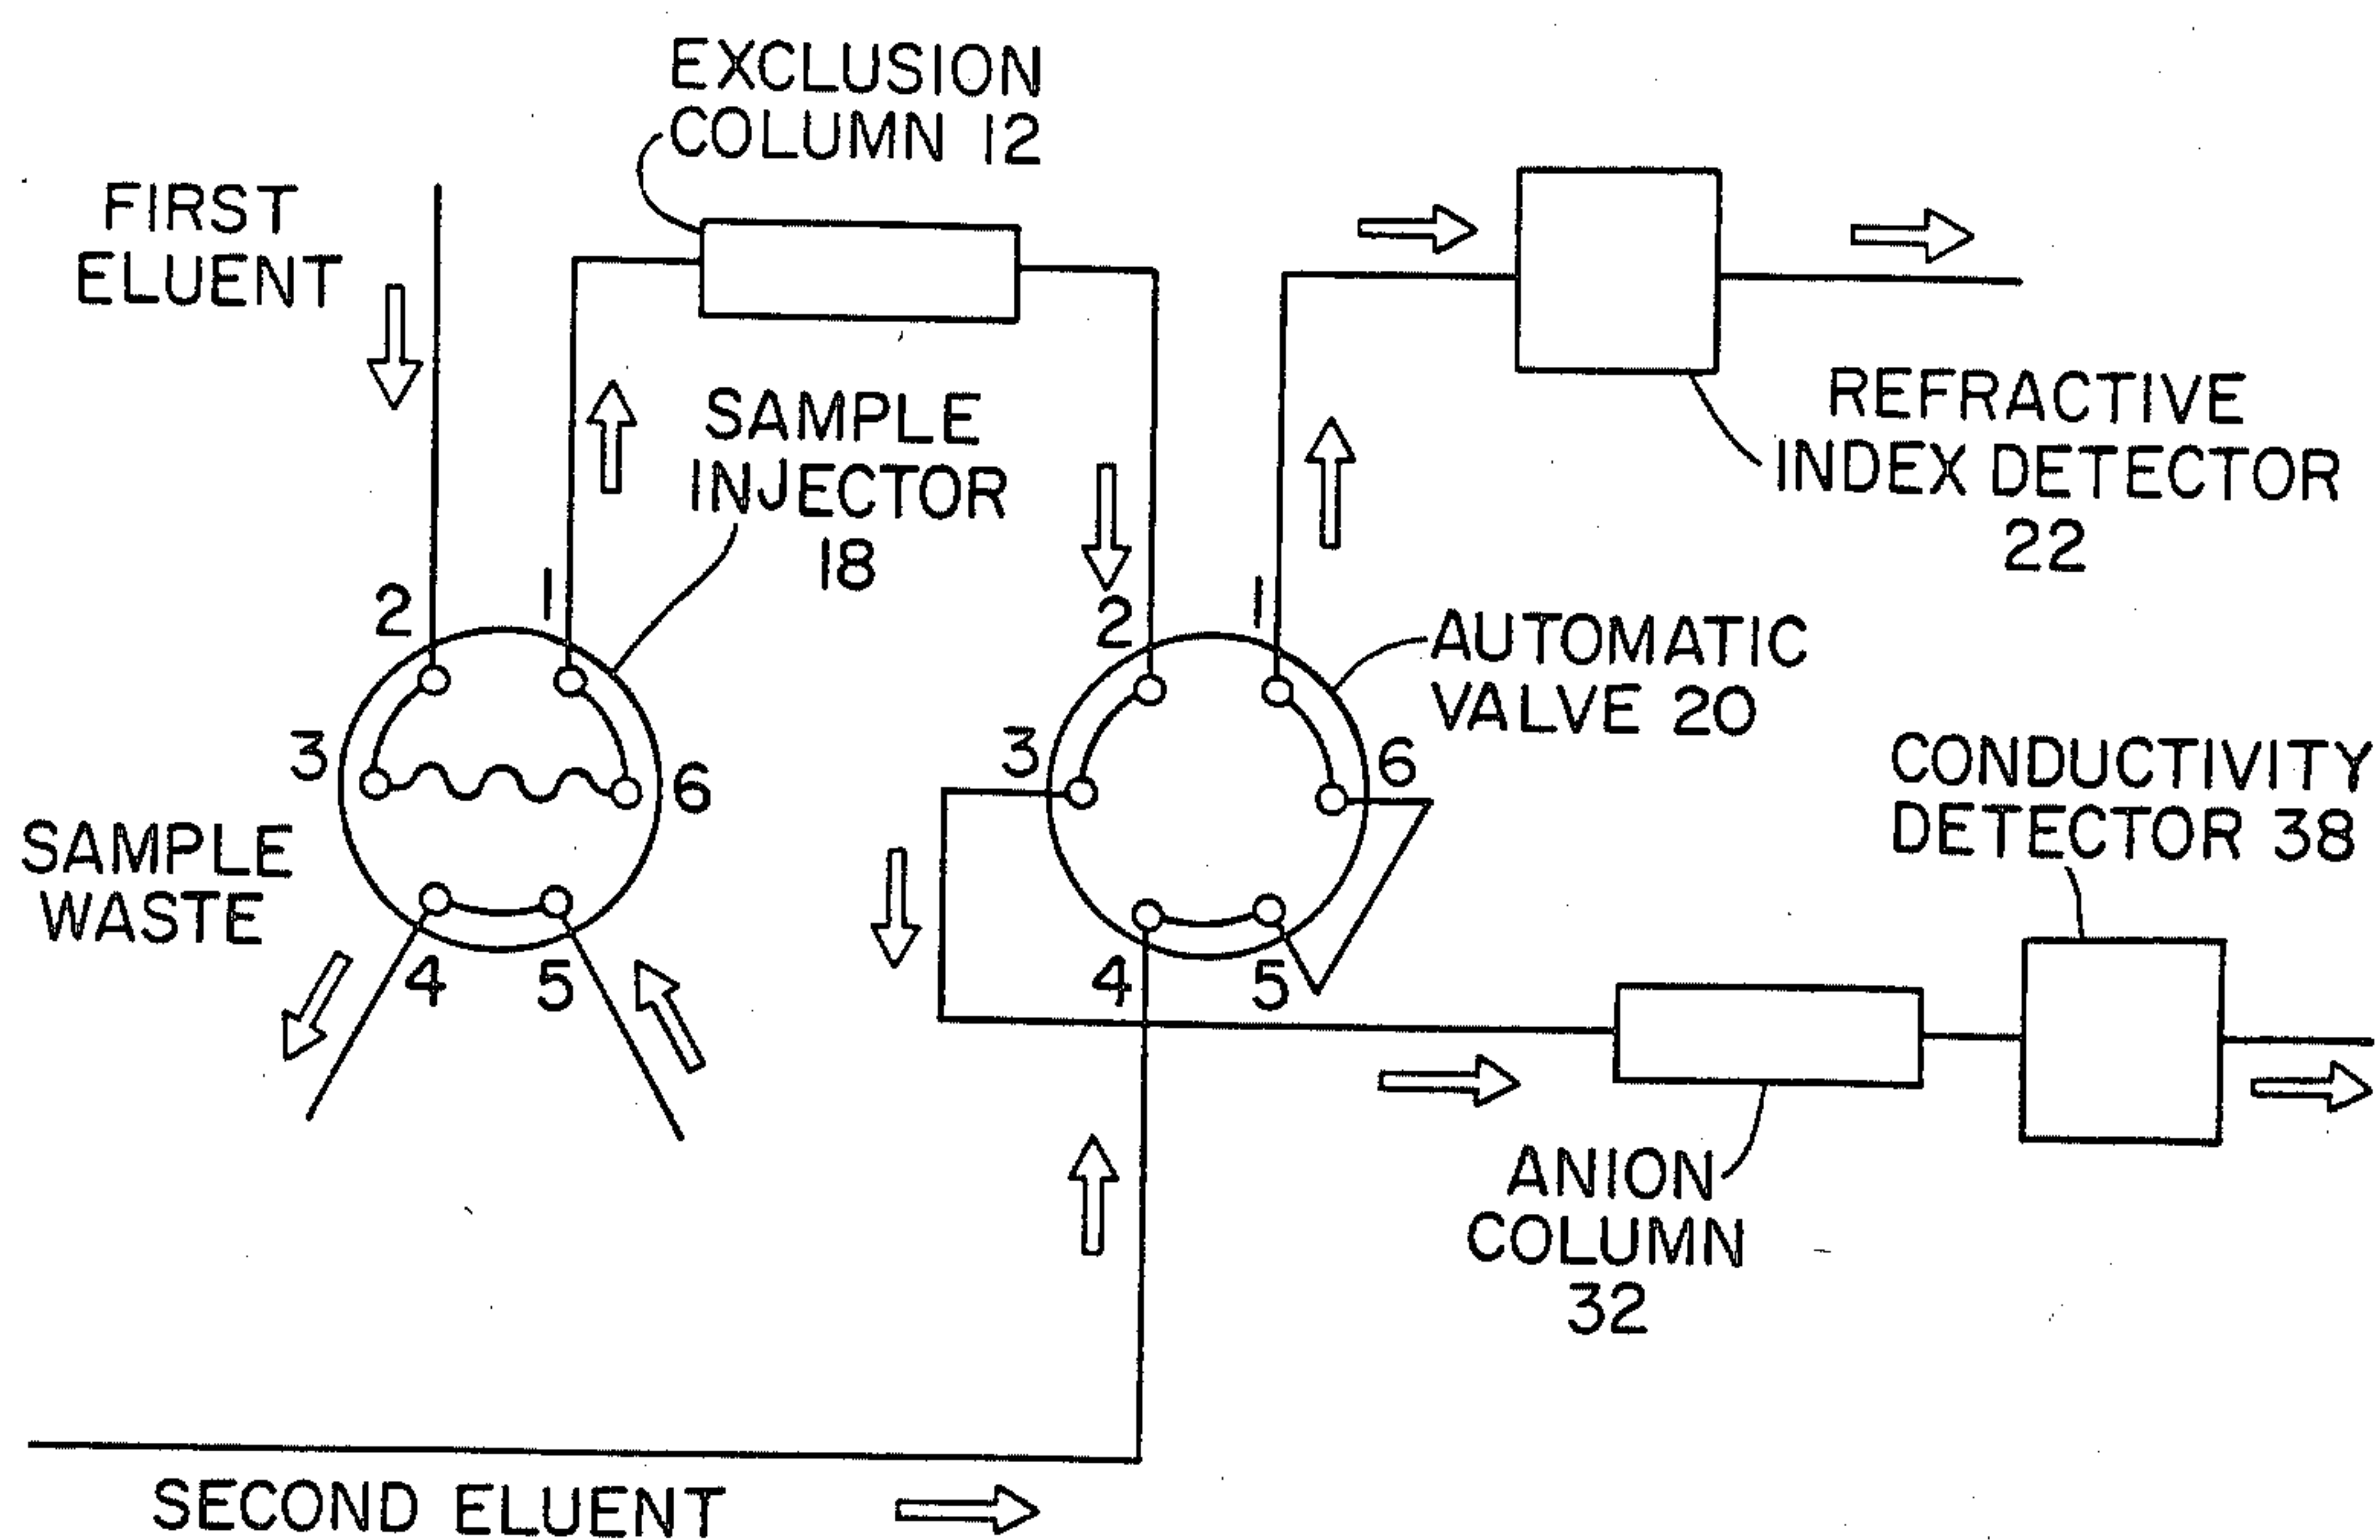 EXCLUSION
COLUMN 12
FIRST
ELUENT
SAMPLE
INJECTOR
18
REFRACTIVE
INDEX DETECTOR
22
2
1
3
6
4
5
SAMPLE
WASTE
2
1
3
6
4
5
AUTOMATIC
VALVE 20
CONDUCTIVITY
DETECTOR 38
ANION
COLUMN
32
SECOND ELUENT